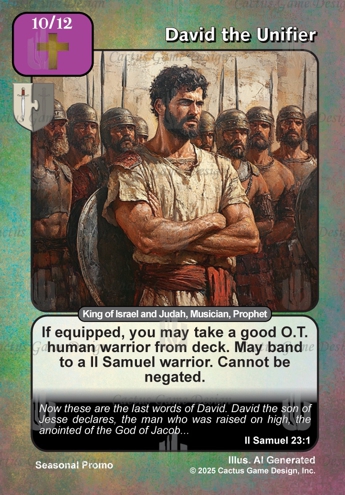 10/12
David the Unifier
King of Israel and Judah, Musician, Prophet
If equipped, you may take a good O.T.
human warrior from deck. May band
to a II Samuel warrior. Cannot be
negated.
Now these are the last words of David. David the son of
Jesse declares, the man who was raised on high, the
anointed of the God of Jacob...
II Samuel 23:1
Seasonal Promo
Illus. AI Generated
© 2025 Cactus Game Design, Inc.